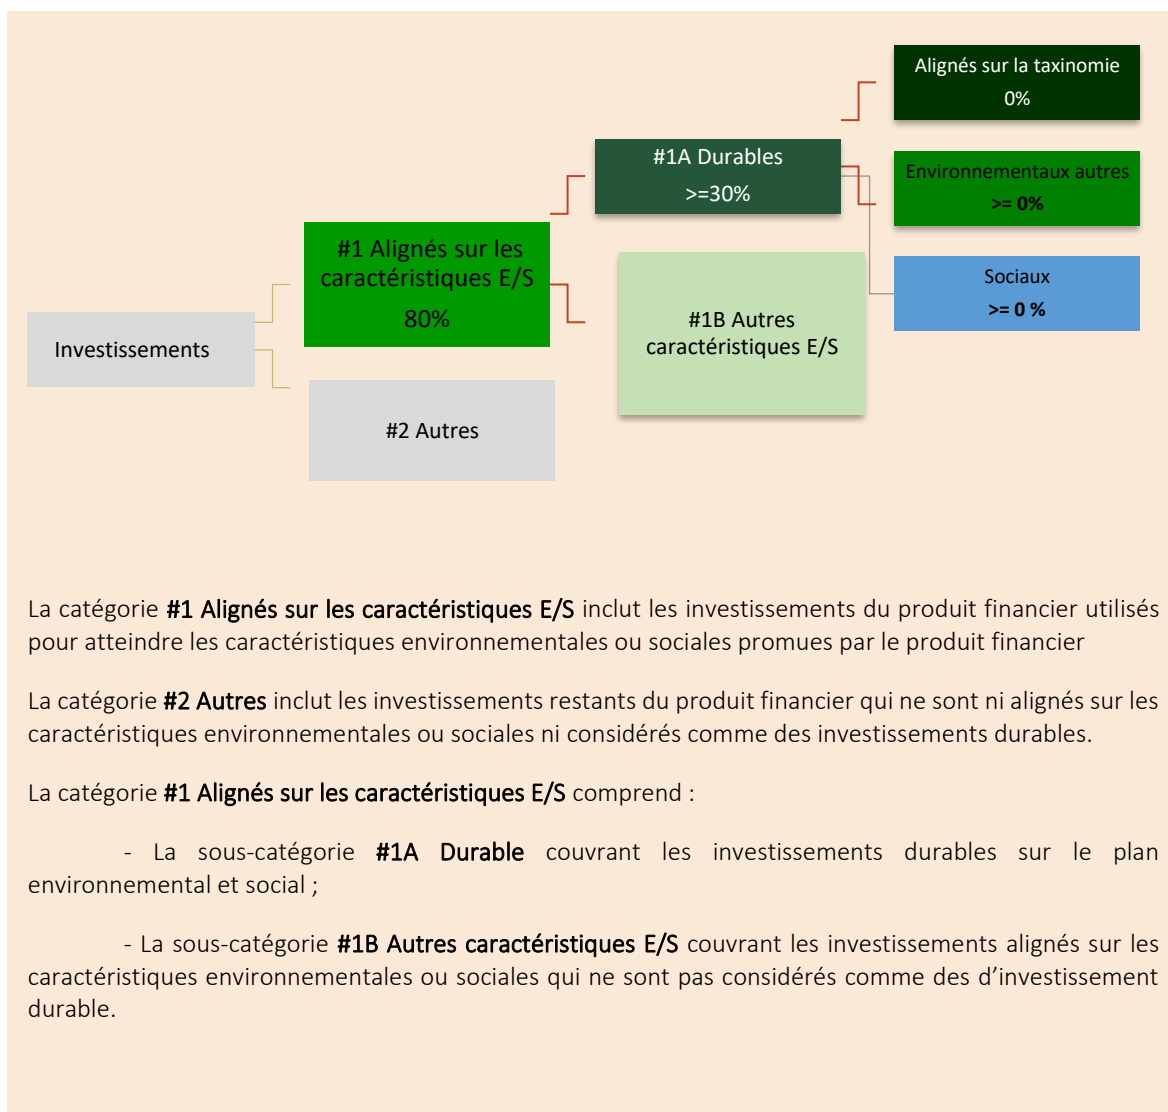 Alignés sur la taxinomie
0%
#1A Durables
>=30%
Environnementaux autres
>= 0%
#1 Alignés sur les
caractéristiques E/S
80%
Sociaux
>= 0 %
#1B Autres
caractéristiques E/S
Investissements
#2 Autres
La catégorie #1 Alignés sur les caractéristiques E/S inclut les investissements du produit financier utilisés
pour atteindre les caractéristiques environnementales ou sociales promues par le produit financier
La catégorie #2 Autres inclut les investissements restants du produit financier qui ne sont ni alignés sur les
caractéristiques environnementales ou sociales ni considérés comme des investissements durables.
La catégorie #1 Alignés sur les caractéristiques E/S comprend :
- La sous-catégorie #1A Durable couvrant les investissements durables sur le plan
environnemental et social ;
- La sous-catégorie #1B Autres caractéristiques E/S couvrant les investissements alignés sur les
caractéristiques environnementales ou sociales qui ne sont pas considérés comme des d’investissement
durable.